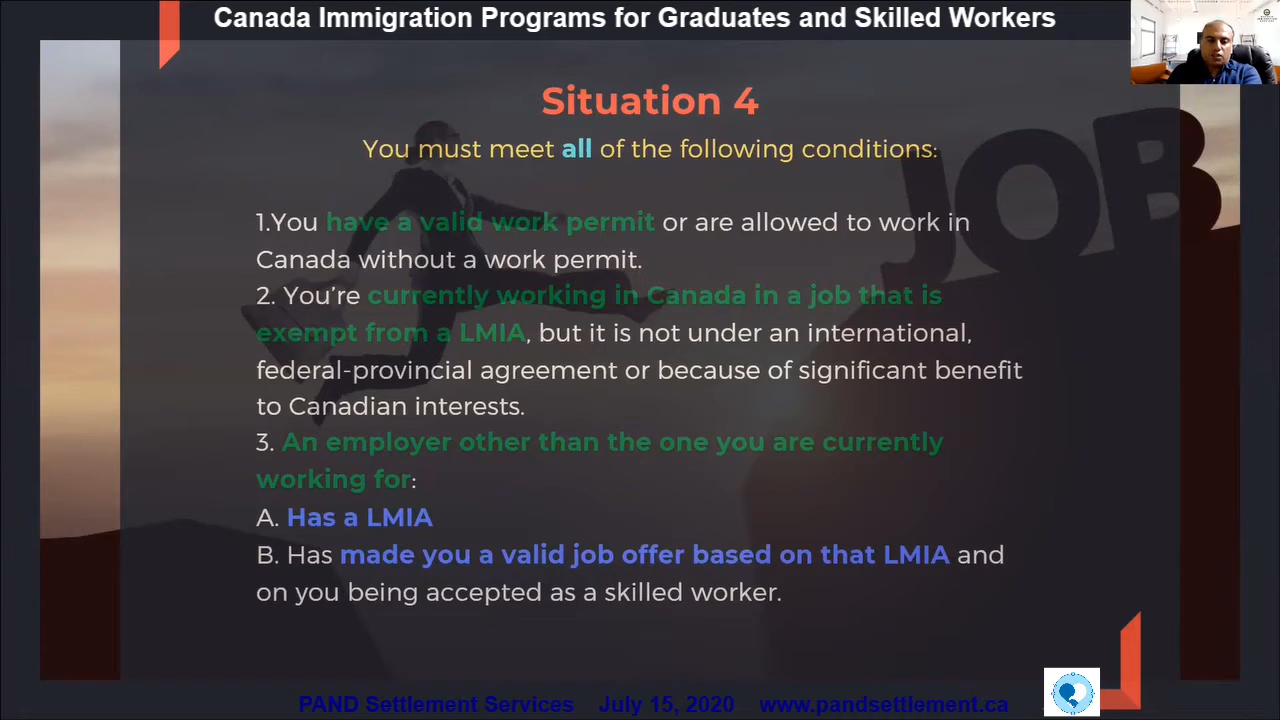 Canada Immigration Programs for Graduates and Skilled Workers
Situation 4
You must meet all of the following conditions:
1.You have a valid work permit or are allowed to work in
Canada without a work permit.
2. You’re currently working in Canada in a job that is
exempt from a LMIA, but it is not under an international,
federal-provincial agreement or because of significant benefit
to Canadian interests.
3. An employer other than the one you are currently
working for:
A. Has a LMIA
B. Has made you a valid job offer based on that LMIA and
on you being accepted as a skilled worker.
JOB
PAND Settlement Services July 15, 2020 www.pandsettlement.ca